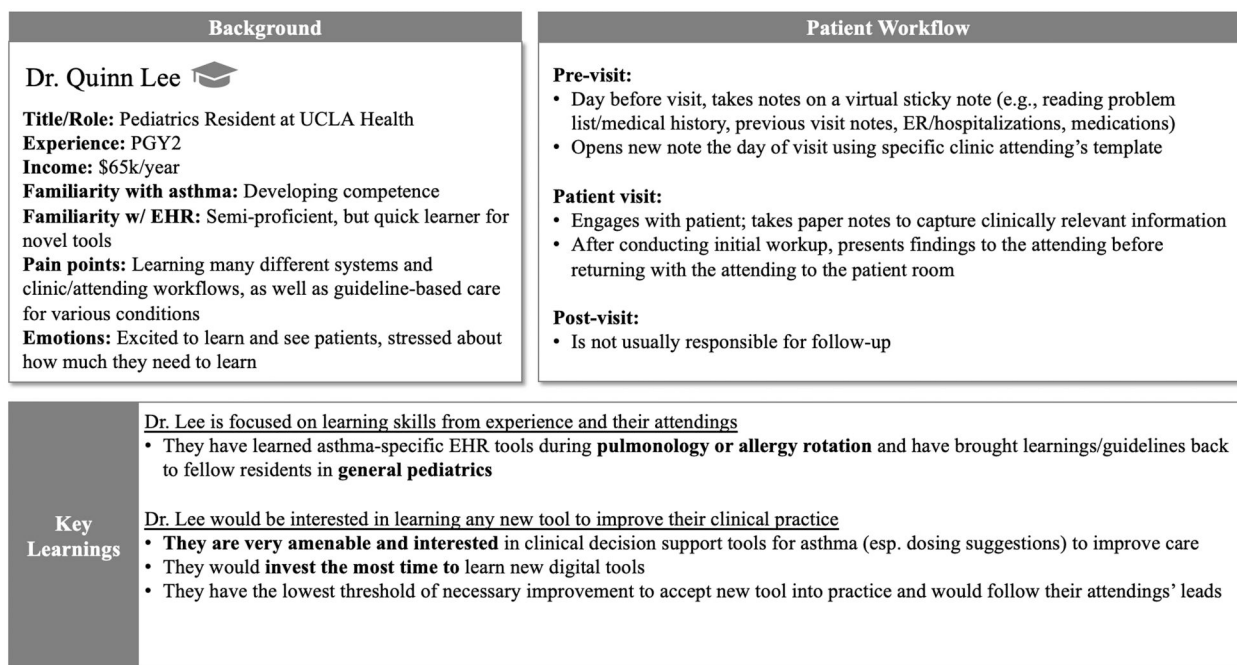 Background
Dr. Quinn Lee
Title/Role: Pediatrics Resident at UCLA Health
Experience: PGY2
Income: $65k/year
Familiarity with asthma: Developing competence
Familiarity w/ EHR: Semi-proficient, but quick learner for
novel tools
Pain points: Learning many different systems and
clinic/attending workflows, as well as guideline-based care
for various conditions
Emotions: Excited to learn and see patients, stressed about
how much they need to learn
Patient Workflow
Pre-visit:
• Day before visit, takes notes on a virtual sticky note (e.g., reading problem
list/medical history, previous visit notes, ER/hospitalizations, medications)
• Opens new note the day of visit using specific clinic attending’s template
Patient visit:
• Engages with patient; takes paper notes to capture clinically relevant information
• After conducting initial workup, presents findings to the attending before
returning with the attending to the patient room
Post-visit:
• Is not usually responsible for follow-up
Key
Learnings
Dr. Lee is focused on learning skills from experience and their attendings
• They have learned asthma-specific EHR tools during pulmonology or allergy rotation and have brought learnings/guidelines back
to fellow residents in general pediatrics
Dr. Lee would be interested in learning any new tool to improve their clinical practice
• They are very amenable and interested in clinical decision support tools for asthma (esp. dosing suggestions) to improve care
• They would invest the most time to learn new digital tools
• They have the lowest threshold of necessary improvement to accept new tool into practice and would follow their attendings’ leads